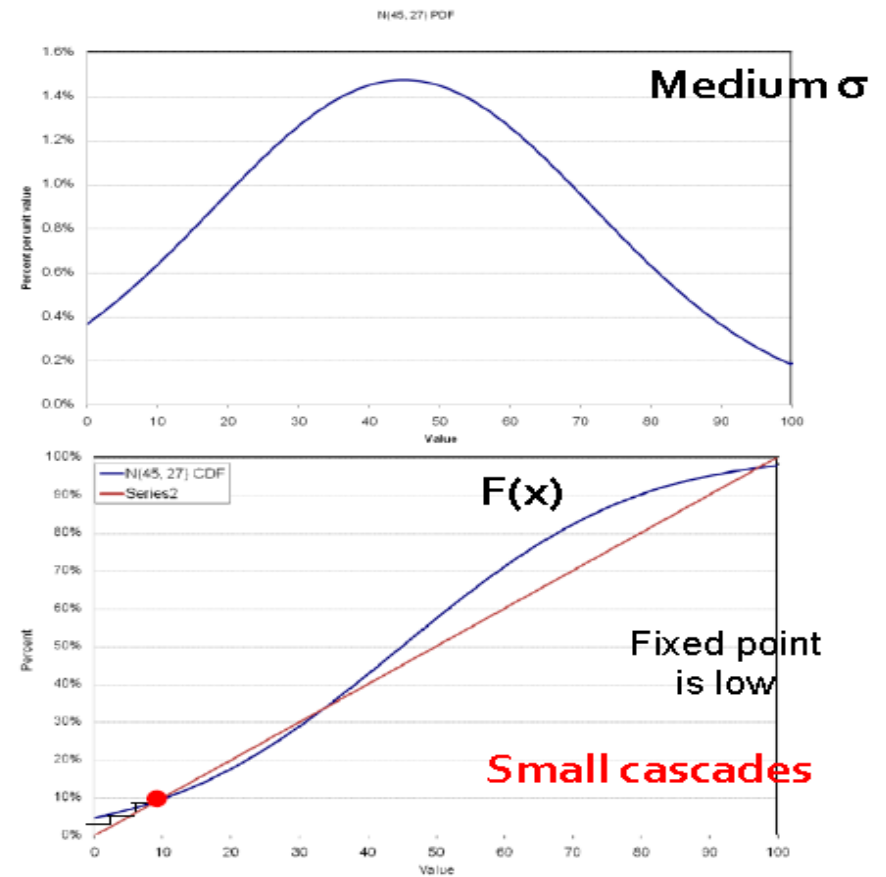 N(45, 27) PDF
Medium σ
1.6%
1.4%
1.2%
1.0%
0.8%
0.6%
0.4%
0.2%
0.0%
Percent per unit value
0 10 20 30 40 50 60 70 80 90 100
Value
N(45, 27) CDF
Series2
F(x)
100%
90%
80%
70%
60%
50%
40%
30%
20%
10%
0%
Percent
Fixed point
is low
Small cascades
0 10 20 30 40 50 60 70 80 90 100
Value